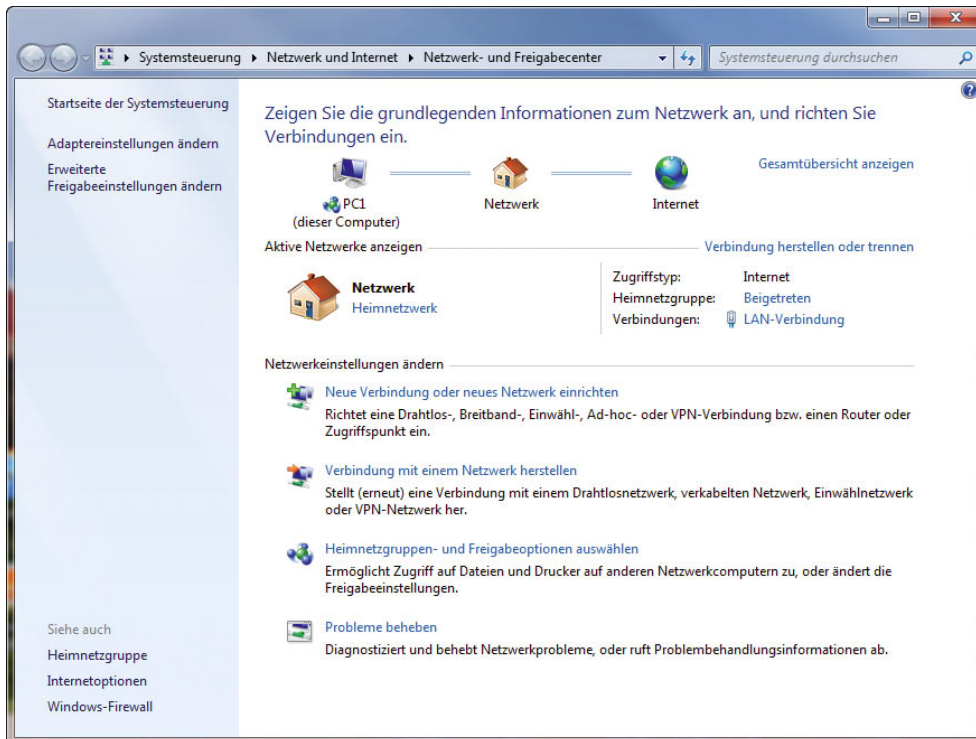 Systemsteuerung ▸ Netzwerk und Internet ▸ Netzwerk- und Freigabecenter
Systemsteuerung durchsuchen
Startseite der Systemsteuerung
Adaptereinstellungen ändern
Erweiterte
Freigabeeinstellungen ändern
Zeigen Sie die grundlegenden Informationen zum Netzwerk an, und richten Sie
Verbindungen ein.
Gesamtübersicht anzeigen
PC1
(dieser Computer)
Netzwerk
Internet
Aktive Netzwerke anzeigen
Verbindung herstellen oder trennen
Netzwerk
Heimnetzwerk
Zugriffstyp: Internet
Heimnetzgruppe: Beigetreten
Verbindungen: LAN-Verbindung
Netzwerkeinstellungen ändern
Neue Verbindung oder neues Netzwerk einrichten
Richtet eine Drahtlos-, Breitband-, Einwähl-, Ad-hoc- oder VPN-Verbindung bzw. einen Router oder
Zugriffspunkt ein.
Verbindung mit einem Netzwerk herstellen
Stellt (erneut) eine Verbindung mit einem Drahtlosnetzwerk, verkabelten Netzwerk, Einwählnetzwerk
oder VPN-Netzwerk her.
Heimnetzgruppen- und Freigabeoptionen auswählen
Ermöglicht Zugriff auf Dateien und Drucker auf anderen Netzwerkcomputern zu, oder ändert die
Freigabeeinstellungen.
Probleme beheben
Diagnostiziert und behebt Netzwerkprobleme, oder ruft Problembehandlungsinformationen ab.
Siehe auch
Heimnetzgruppe
Internetoptionen
Windows-Firewall